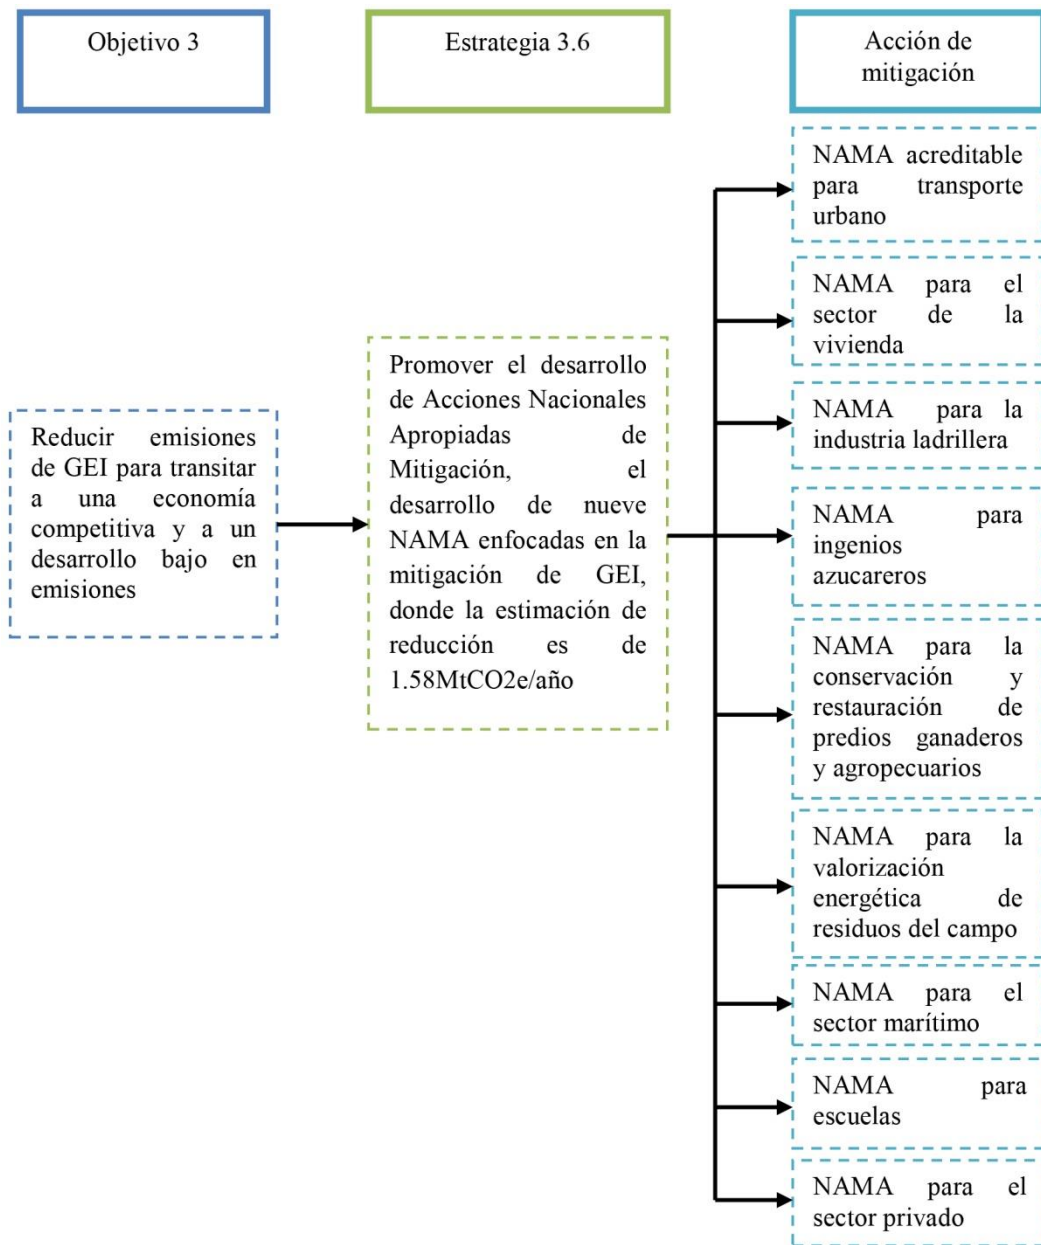 Objetivo 3
Estrategia 3.6
Acción de
mitigación
Reducir emisiones
de GEI para transitar
a una economía
competitiva y a un
desarrollo bajo en
emisiones
Promover el desarrollo
de Acciones Nacionales
Apropiadas de
Mitigación, el
desarrollo de nueve
NAMA enfocadas en la
mitigación de GEI,
donde la estimación de
reducción es de
1.58MtCO2e/año
NAMA acreditable
para transporte
urbano
NAMA para el
sector de la
vivienda
NAMA para la
industria ladrillera
NAMA para
ingenios
azucareros
NAMA para la
conservación y
restauración de
predios ganaderos
y agropecuarios
NAMA para la
valorización
energética de
residuos del campo
NAMA para el
sector marítimo
NAMA para
escuelas
NAMA para el
sector privado